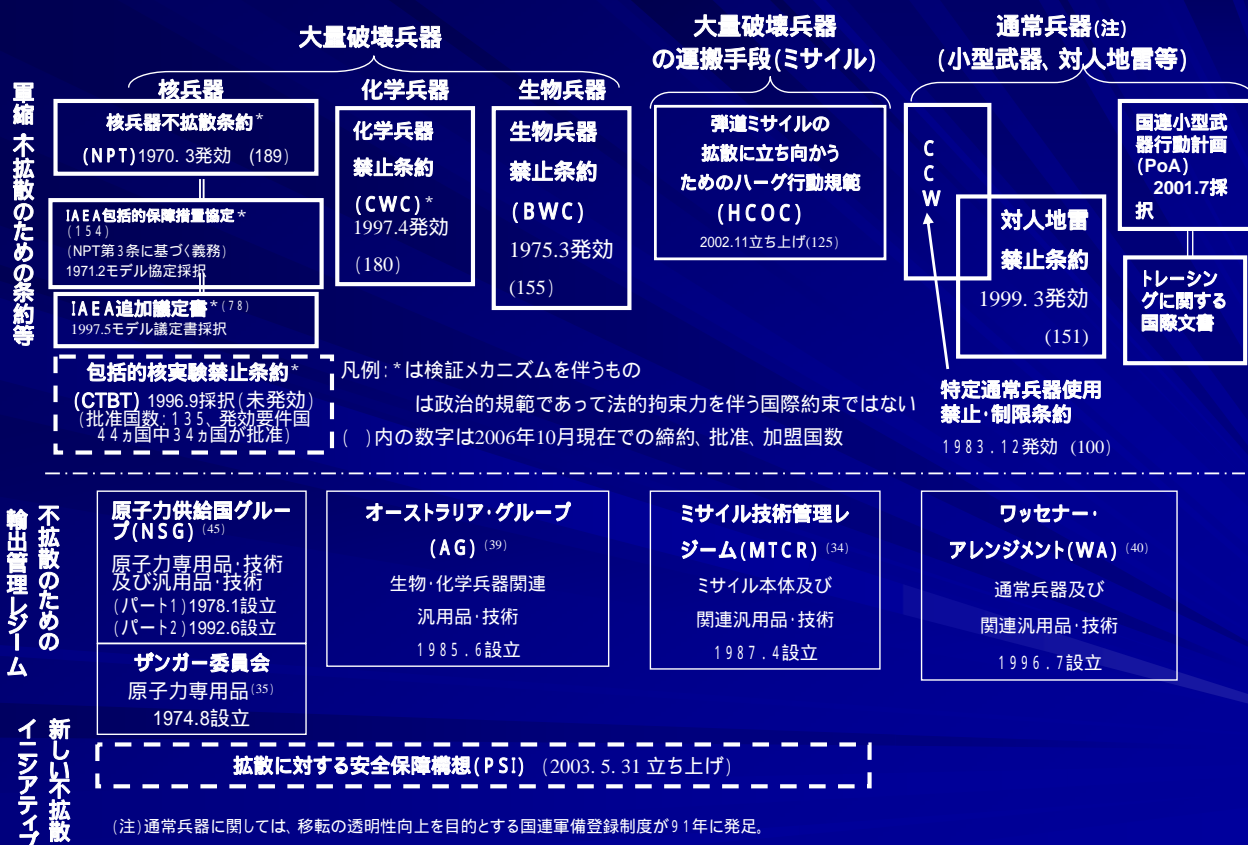 大量破壊兵器
大量破壊兵器
の運搬手段(ミサイル)
通常兵器(注)
(小型武器、対人地雷等)
軍縮 不拡散のための条約等
核兵器
核兵器不拡散条約*
(NPT)1970. 3発効 (189)
IAEA包括的保障措置協定*
(154)
(NPT第3条に基づく義務)
1971.2モデル協定採択
IAEA追加議定書*(78)
1997.5モデル議定書採択
包括的核実験禁止条約*
(CTBT) 1996.9採択(未発効)
(批准国数:135、発効要件国
44ヵ国中34ヵ国が批准)
化学兵器
化学兵器
禁止条約
(CWC)*
1997.4発効
(180)
生物兵器
生物兵器
禁止条約
(BWC)
1975.3発効
(155)
弾道ミサイルの
拡散に立ち向かう
ためのハーグ行動規範
(HCOC)
2002.11立ち上げ(125)
CCW
対人地雷
禁止条約
1999. 3発効
(151)
特定通常兵器使用
禁止・制限条約
1983.12発効 (100)
国連小型武
器行動計画
(PoA)
2001.7採
択
トレーシン
グに関する
国際文書
凡例:*は検証メカニズムを伴うもの
は政治的規範であって法的拘束力を伴う国際約束ではない
( )内の数字は2006年10月現在での締約、批准、加盟国数
不拡散のための
輸出管理レジーム
原子力供給国グルー
プ(NSG) (45)
原子力専用品・技術
及び汎用品・技術
(パート1)1978.1設立
(パート2)1992.6設立
ザンガー委員会
原子力専用品(35)
1974.8設立
オーストラリア・グループ
(AG) (39)
生物・化学兵器関連
汎用品・技術
1985.6設立
ミサイル技術管理レ
ジーム(MTCR) (34)
ミサイル本体及び
関連汎用品・技術
1987.4設立
ワッセナー・
アレンジメント(WA) (40)
通常兵器及び
関連汎用品・技術
1996.7設立
新しい不拡散
イニシアティブ
拡散に対する安全保障構想(PSI) (2003. 5. 31 立ち上げ)
(注)通常兵器に関しては、移転の透明性向上を目的とする国連軍備登録制度が91年に発足。